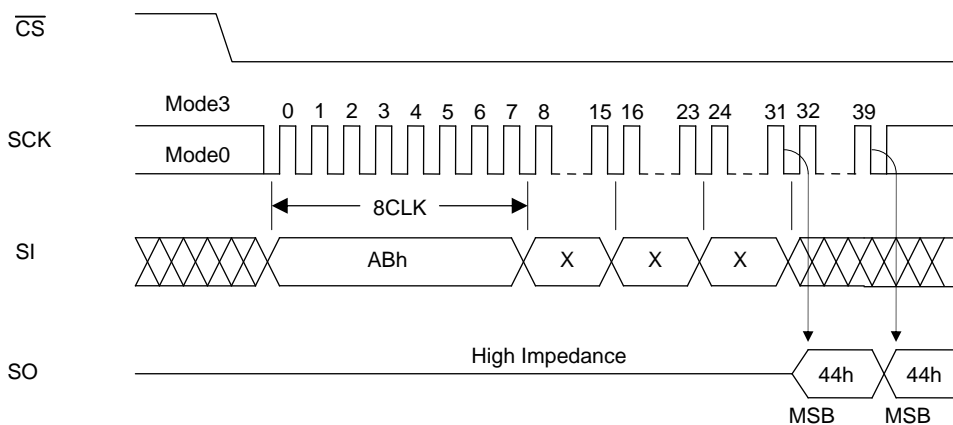 CS
Mode3
0 1 2 3 4 5 6 7 8 15 16 23 24 31 32 39
SCK
Mode0
8CLK
SI
ABh X X X
High Impedance
SO
44h 44h
MSB MSB